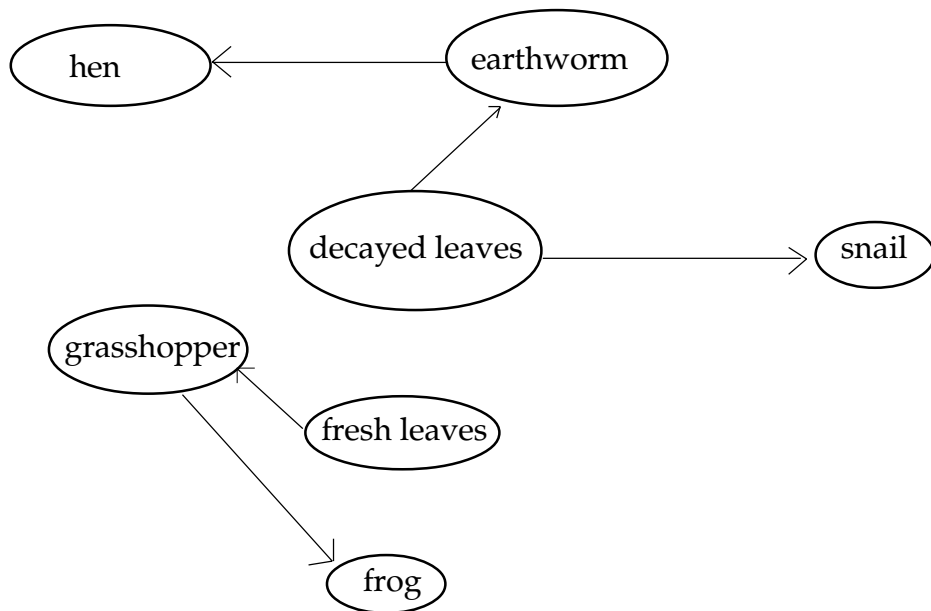 hen
earthworm
decayed leaves
snail
grasshopper
fresh leaves
frog